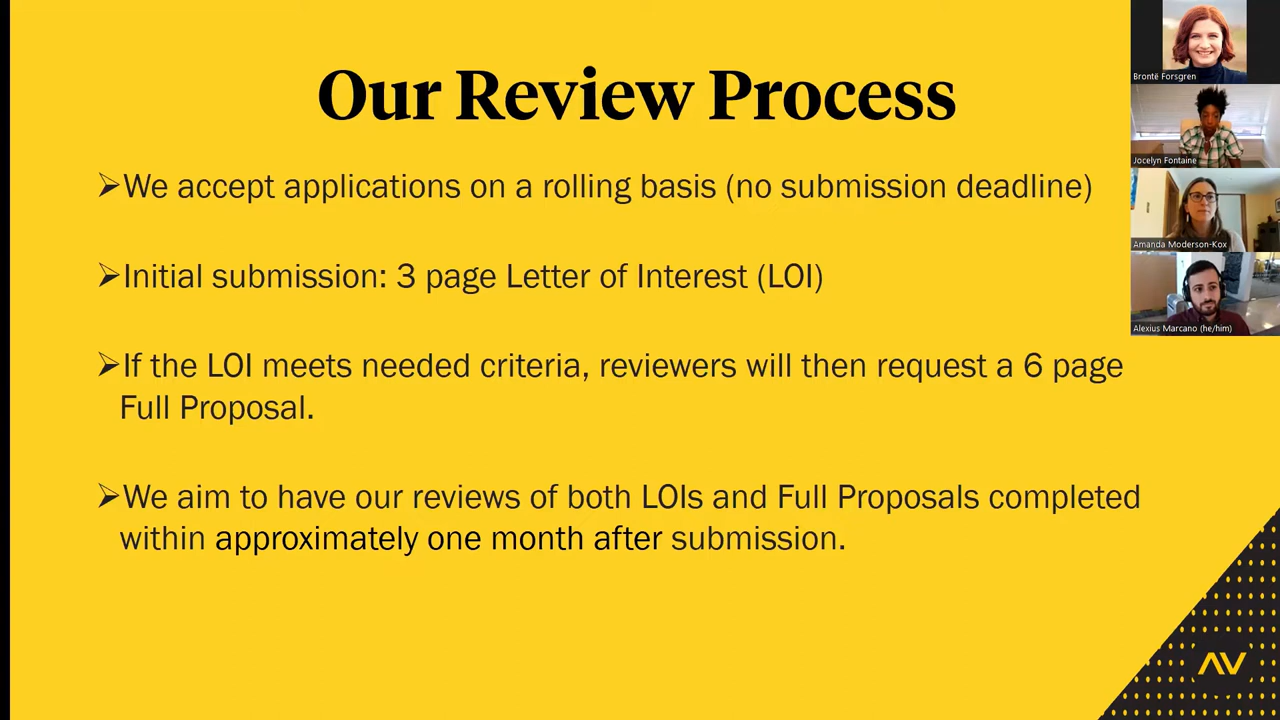 Our Review Process
➢We accept applications on a rolling basis (no submission deadline)
➢Initial submission: 3 page Letter of Interest (LOI)
➢If the LOI meets needed criteria, reviewers will then request a 6 page
Full Proposal.
➢We aim to have our reviews of both LOIs and Full Proposals completed
within approximately one month after submission.
Brontë Forsgren
Jocelyn Fontaine
Amanda Moderson-Kox
Alexius Marcano (he/him)
AV